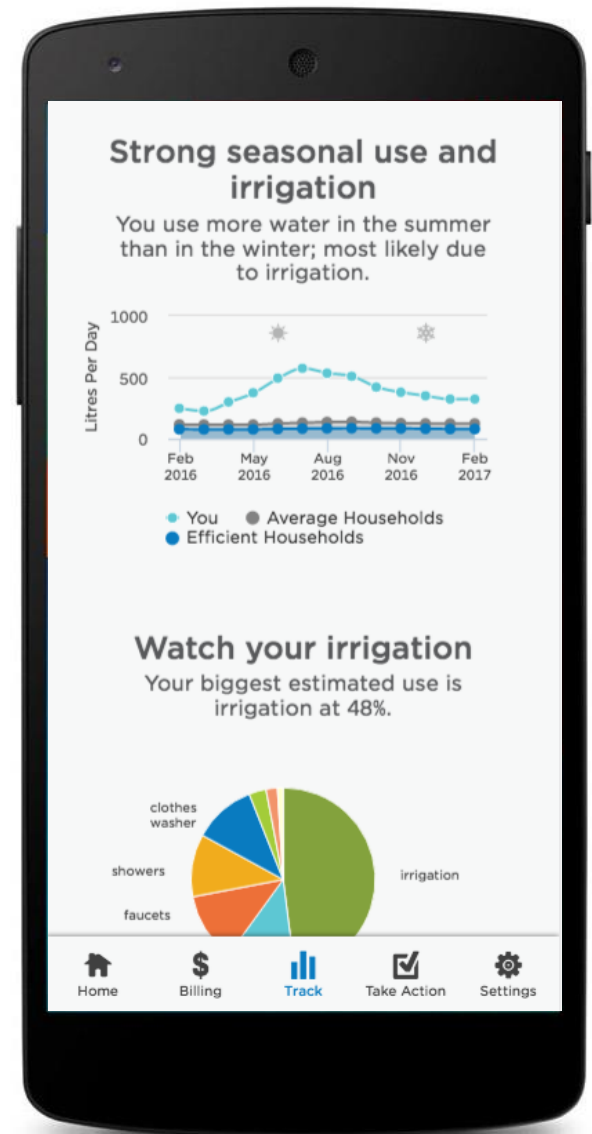 Strong seasonal use and
irrigation
You use more water in the summer
than in the winter; most likely due
to irrigation.
Litres Per Day
1000
500
0
Feb
2016
May
2016
Aug
2016
Nov
2016
Feb
2017
You
Average Households
Efficient Households
Watch your irrigation
Your biggest estimated use is
irrigation at 48%.
clothes
washer
showers
irrigation
faucets
Home
$
Billing
Track
Take Action
Settings